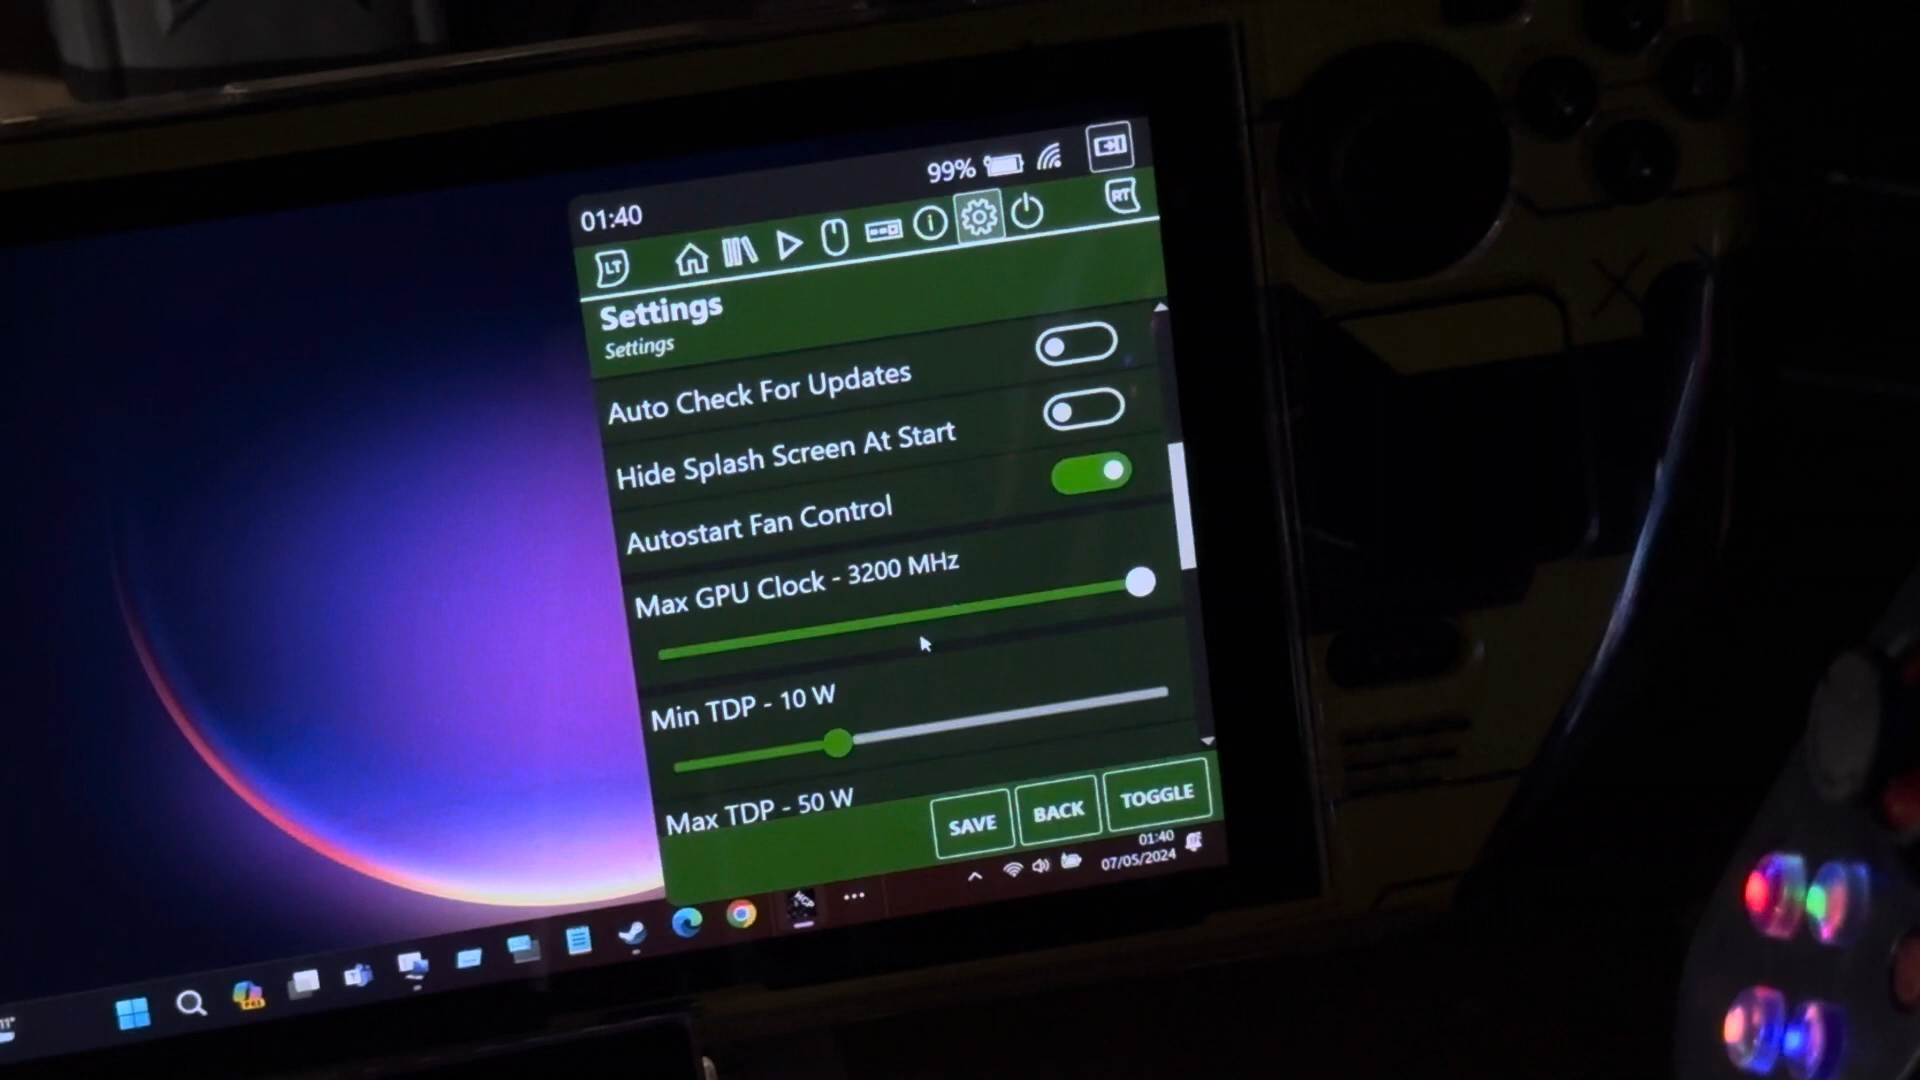 99%
01:40
LT
RT
Settings
Settings
Auto Check For Updates
Hide Splash Screen At Start
Autostart Fan Control
Max GPU Clock - 3200 MHz
Min TDP - 10 W
Max TDP - 50 W
SAVE
BACK
TOGGLE
01:40
07/05/2024
11°